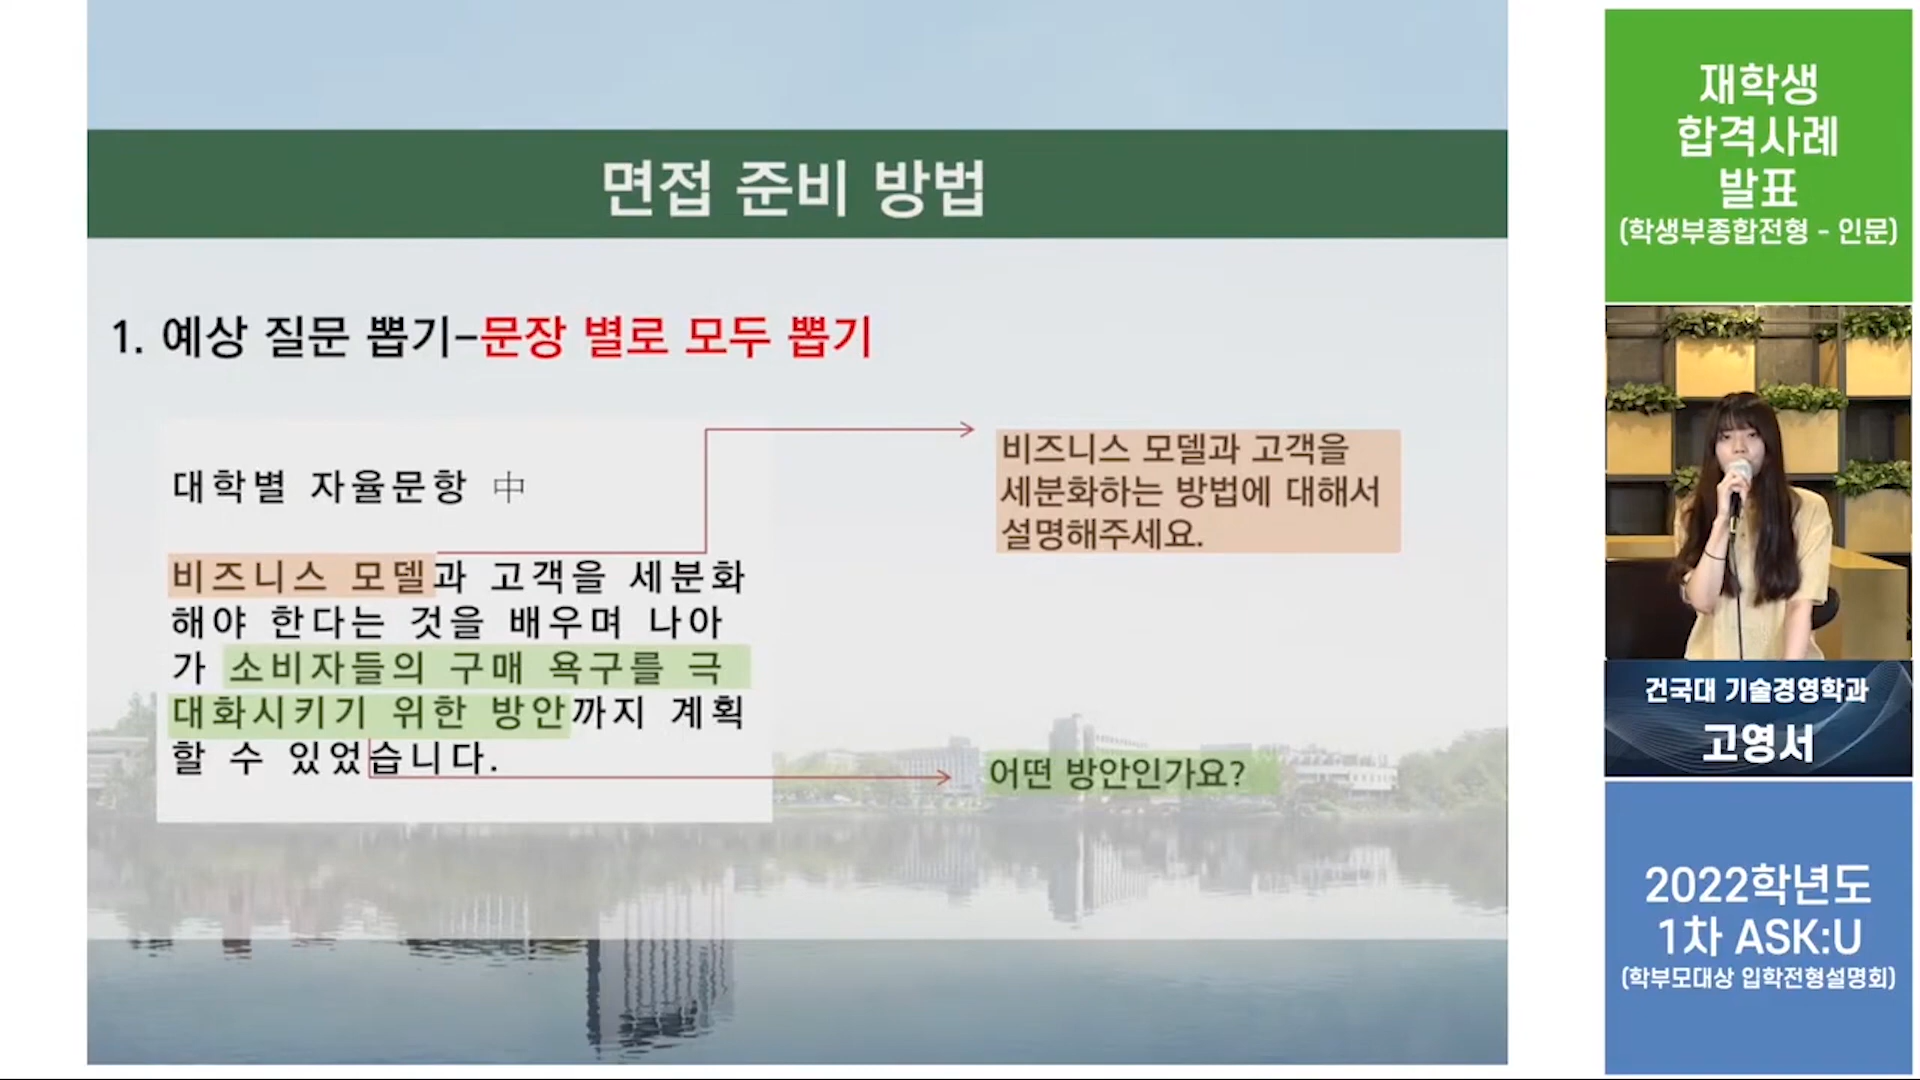 면접 준비 방법
1. 예상 질문 뽑기-문장 별로 모두 뽑기
대학별 자율문항 中
비즈니스 모델과 고객을 세분화
해야 한다는 것을 배우며 나아
가 소비자들의 구매 욕구를 극
대화시키기 위한 방안까지 계획
할 수 있었습니다.
비즈니스 모델과 고객을
세분화하는 방법에 대해서
설명해주세요.
어떤 방안인가요?
재학생
합격사례
발표
(학생부종합전형 - 인문)
건국대 기술경영학과
고영서
2022학년도
1차 ASK:U
(학부모대상 입학전형설명회)